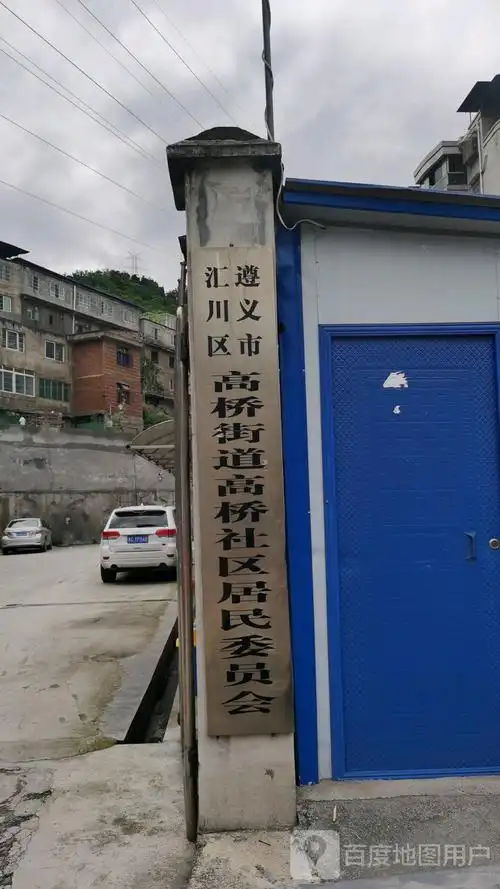 遵义市
汇川区
高桥街道高桥社区居民委员会
百度地图用户